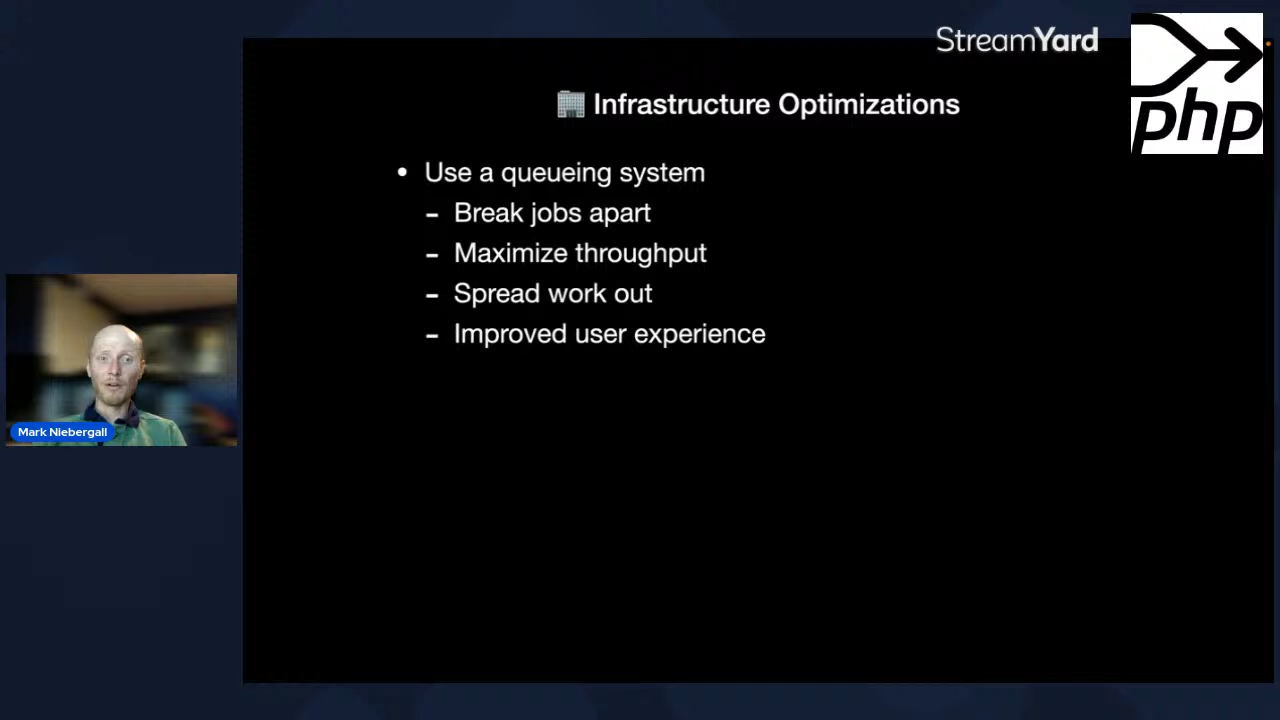 StreamYard
php
🏢 Infrastructure Optimizations
• Use a queueing system
– Break jobs apart
– Maximize throughput
– Spread work out
– Improved user experience
Mark Niebergall